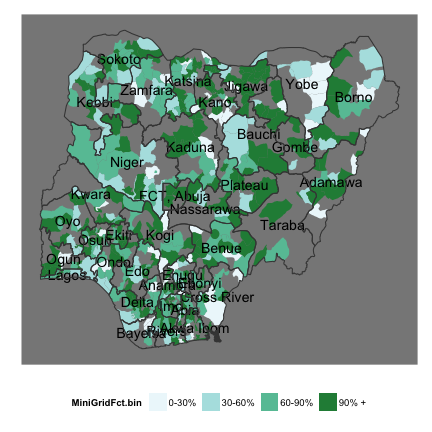 Sokoto
Katsina
Zamfara
Jigawa
Yobe
Kebbi
Kano
Borno
Bauchi
Kaduna
Gombe
Niger
Plateau
Adamawa
Kwara
FCT, Abuja
Nassarawa
Oyo
Taraba
Osun
Ekiti
Kogi
Benue
Ogun
Ondo
Lagos
Edo
Enugu
Anambra
Ebonyi
Cross River
Delta
Imo
Abia
Bayelsa
Rivers
Akwa Ibom
MiniGridFct.bin 0-30% 30-60% 60-90% 90% +